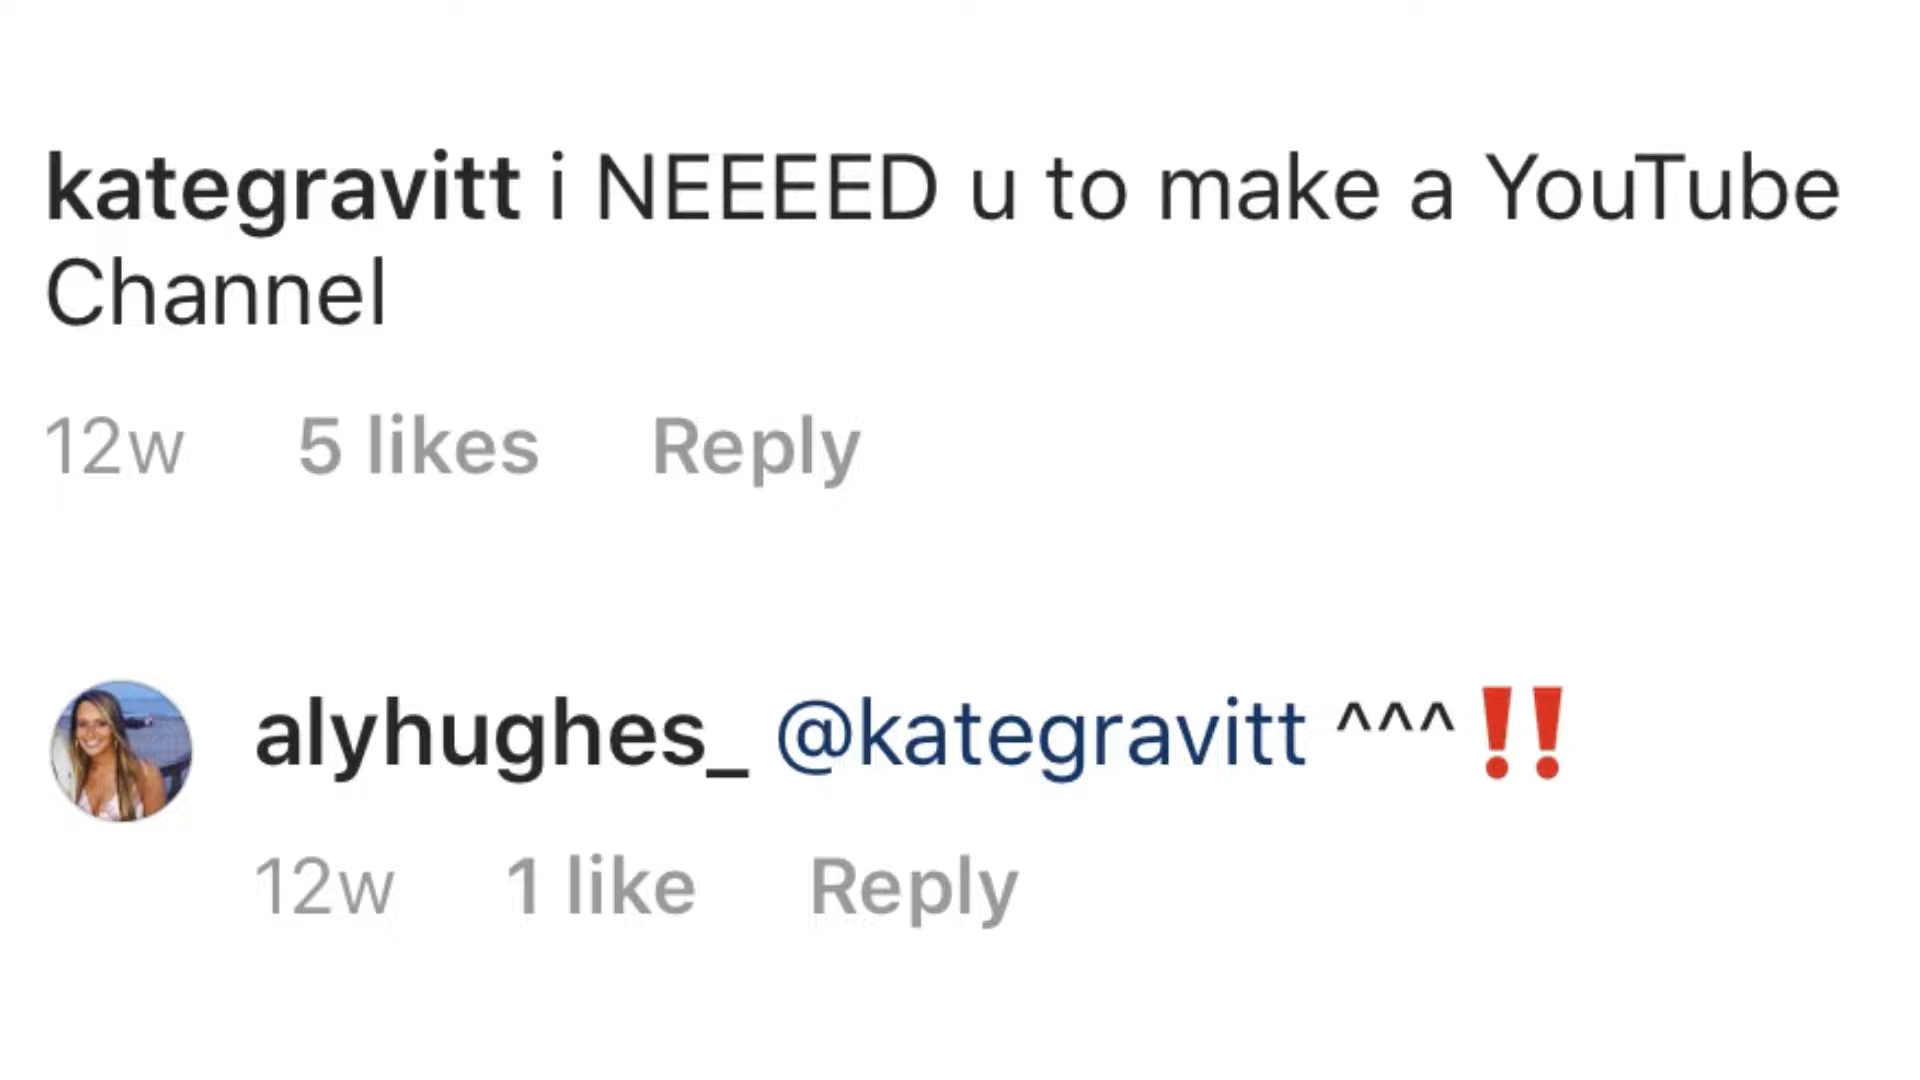 kategravitt i NEEEED u to make a YouTube
Channel
12w 5 likes Reply
alyhughes_ @kategravitt ^^^‼️
12w 1 like Reply